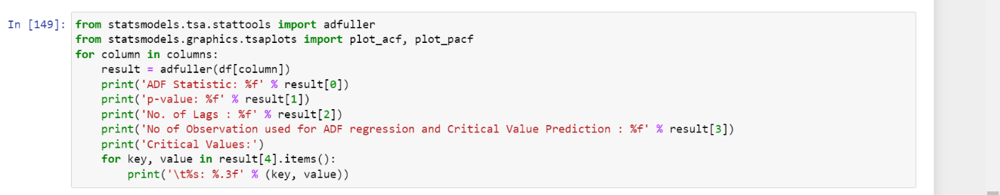 In [149]: from statsmodels.tsa.stattools import adfuller
from statsmodels.graphics.tsaplots import plot_acf, plot_pacf
for column in columns:
    result = adfuller(df[column])
    print('ADF Statistic: %f' % result[0])
    print('p-value: %f' % result[1])
    print('No. of Lags : %f' % result[2])
    print('No of Observation used for ADF regression and Critical Value Prediction : %f' % result[3])
    print('Critical Values:')
    for key, value in result[4].items():
        print('\t%s: %.3f' % (key, value))